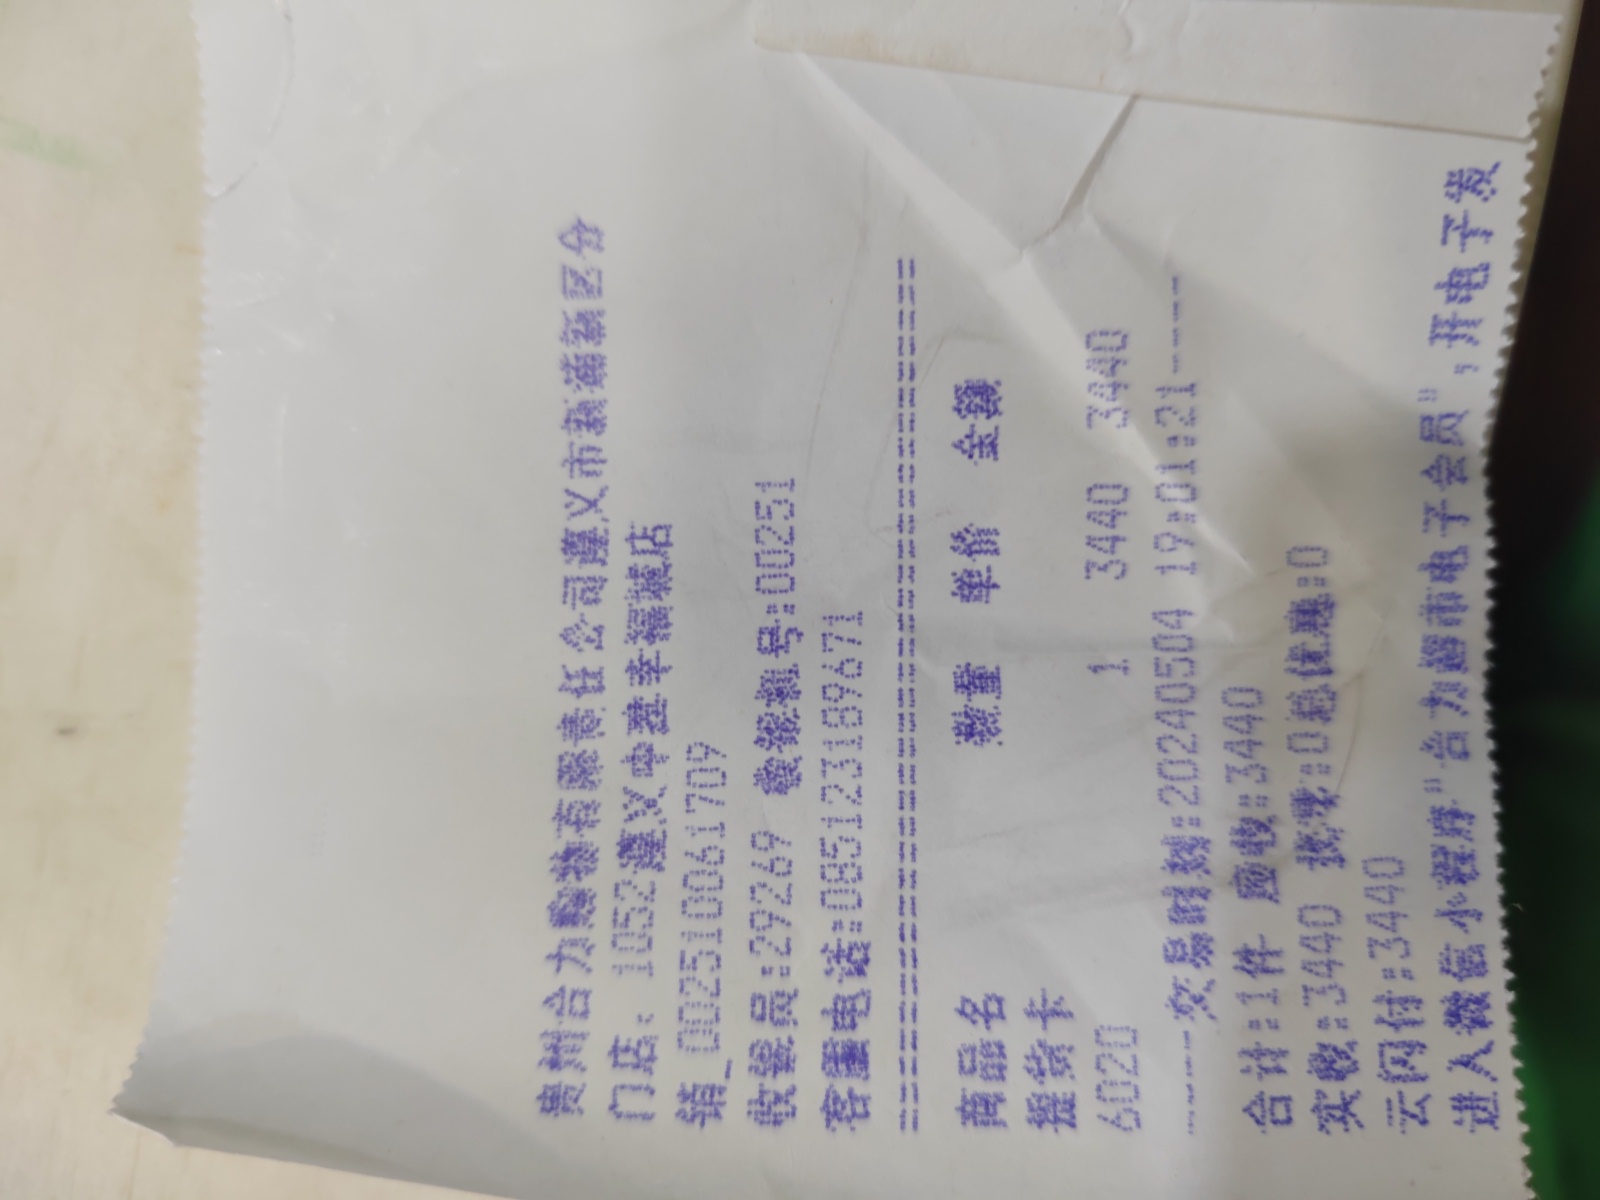 贵州合力购物有限责任公司遵义市新蒲新区分
门店: 1052遵义中建幸福城店
销_002510061709
收银员:29269 收银机号:00251
客服电话:085123189671
================================
商品名 数量 单价 金额
提货卡
6020 1 3440 3440
-----交易时刻:20240504 19:01:21----
合计:1件 应收:3440
实收:3440 找零:0总优惠:0
云闪付:3440
进入微信小程序"合力超市电子会员",开电子发